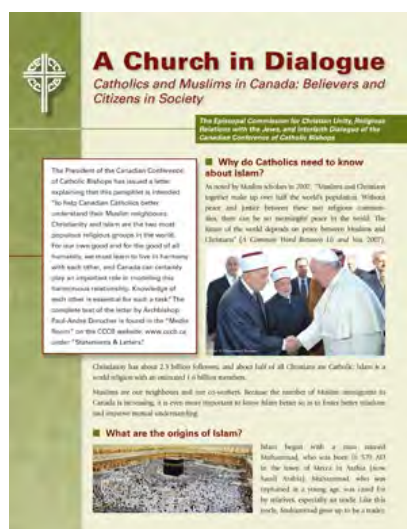 A Church in Dialogue
Catholics and Muslims in Canada: Believers and
Citizens in Society
The Episcopal Commission for Christian Unity, Religious
Relations with the Jews, and Interfaith Dialogue of the
Canadian Conference of Catholic Bishops
The President of the Canadian Conference
of Catholic Bishops has issued a letter
explaining that this pamphlet is intended
"to help Canadian Catholics better
understand their Muslim neighbours.
Christianity and Islam are the two most
populous religious groups in the world.
For our own good and for the good of all
humanity, we must learn to live in harmony
with each other, and Canada can certainly
play an important role in modelling this
harmonious relationship. Knowledge of
each other is essential for such a task." The
complete text of the letter by Archbishop
Paul-André Durocher is found in the "Media
Room" on the CCCB website: www.cccb.ca
under "Statements & Letters."
Why do Catholics need to know
about Islam?
As noted by Muslim scholars in 2007, "Muslims and Christians
together make up over half the world's population. Without
peace and justice between these two religious communi-
ties, there can be no meaningful peace in the world. The
future of the world depends on peace between Muslims and
Christians" (A Common Word Between Us and You, 2007).
Christianity has about 2.3 billion followers, and about half of all Christians are Catholic. Islam is a
world religion with an estimated 1.6 billion members.
Muslims are our neighbours and our co-workers. Because the number of Muslim immigrants to
Canada is increasing, it is even more important to know Islam better so as to foster better relations
and improve mutual understanding.
What are the origins of Islam?
Islam began with a man named
Muhammad, who was born in 570 AD
in the town of Mecca in Arabia (now
Saudi Arabia). Muhammad, who was
orphaned at a young age, was cared for
by relatives, especially an uncle. Like this
uncle, Muhammad grew up to be a trader,